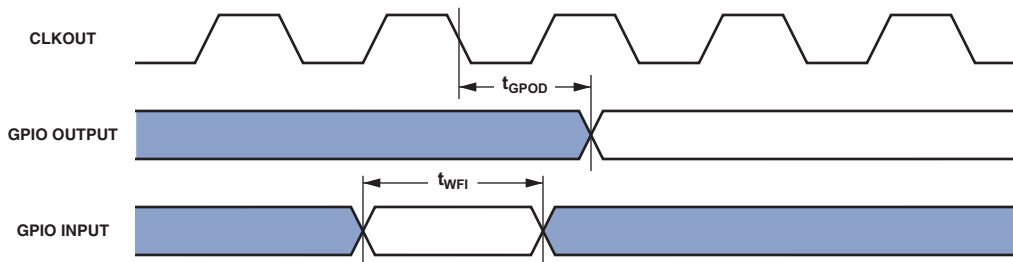 CLKOUT
tGPOD
GPIO OUTPUT
tWFI
GPIO INPUT